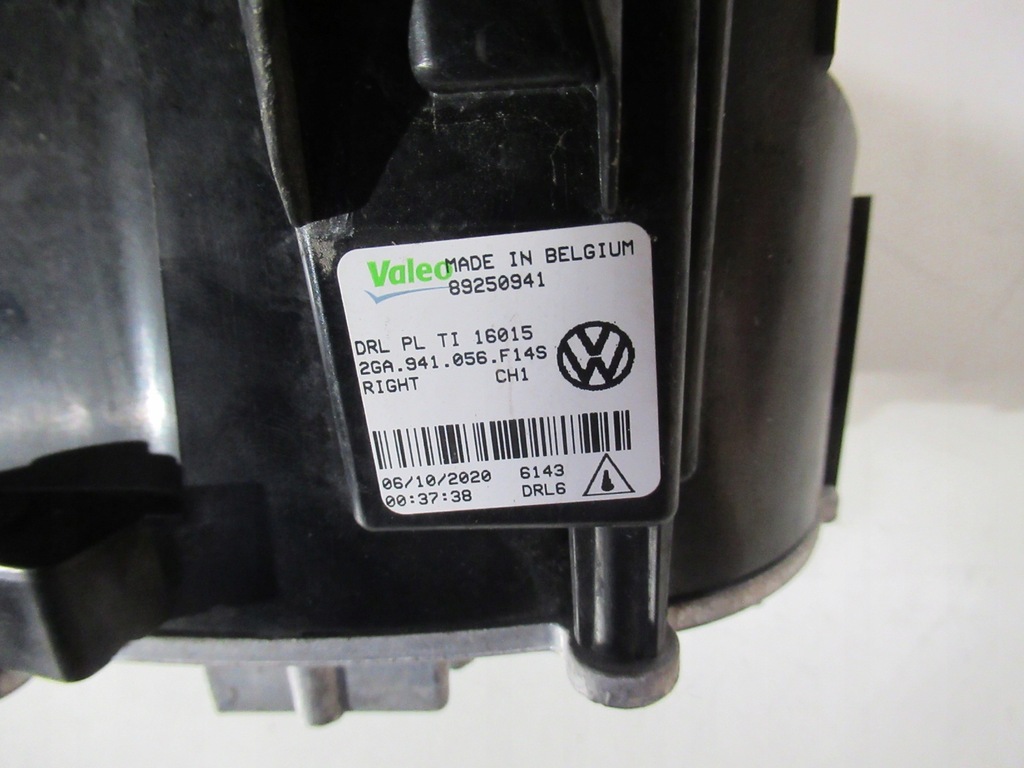 Valeo MADE IN BELGIUM
89250941
DRL PL TI 16015
2GA.941.056.F14S
RIGHT CH1
06/10/2020 6143
00:37:38 DRL6